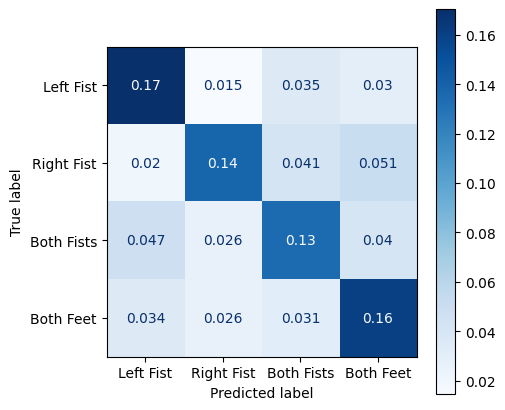 True label
Left Fist 0.17 0.015 0.035 0.03
Right Fist 0.02 0.14 0.041 0.051
Both Fists 0.047 0.026 0.13 0.04
Both Feet 0.034 0.026 0.031 0.16
Left Fist Right Fist Both Fists Both Feet
Predicted label
0.16
0.14
0.12
0.10
0.08
0.06
0.04
0.02